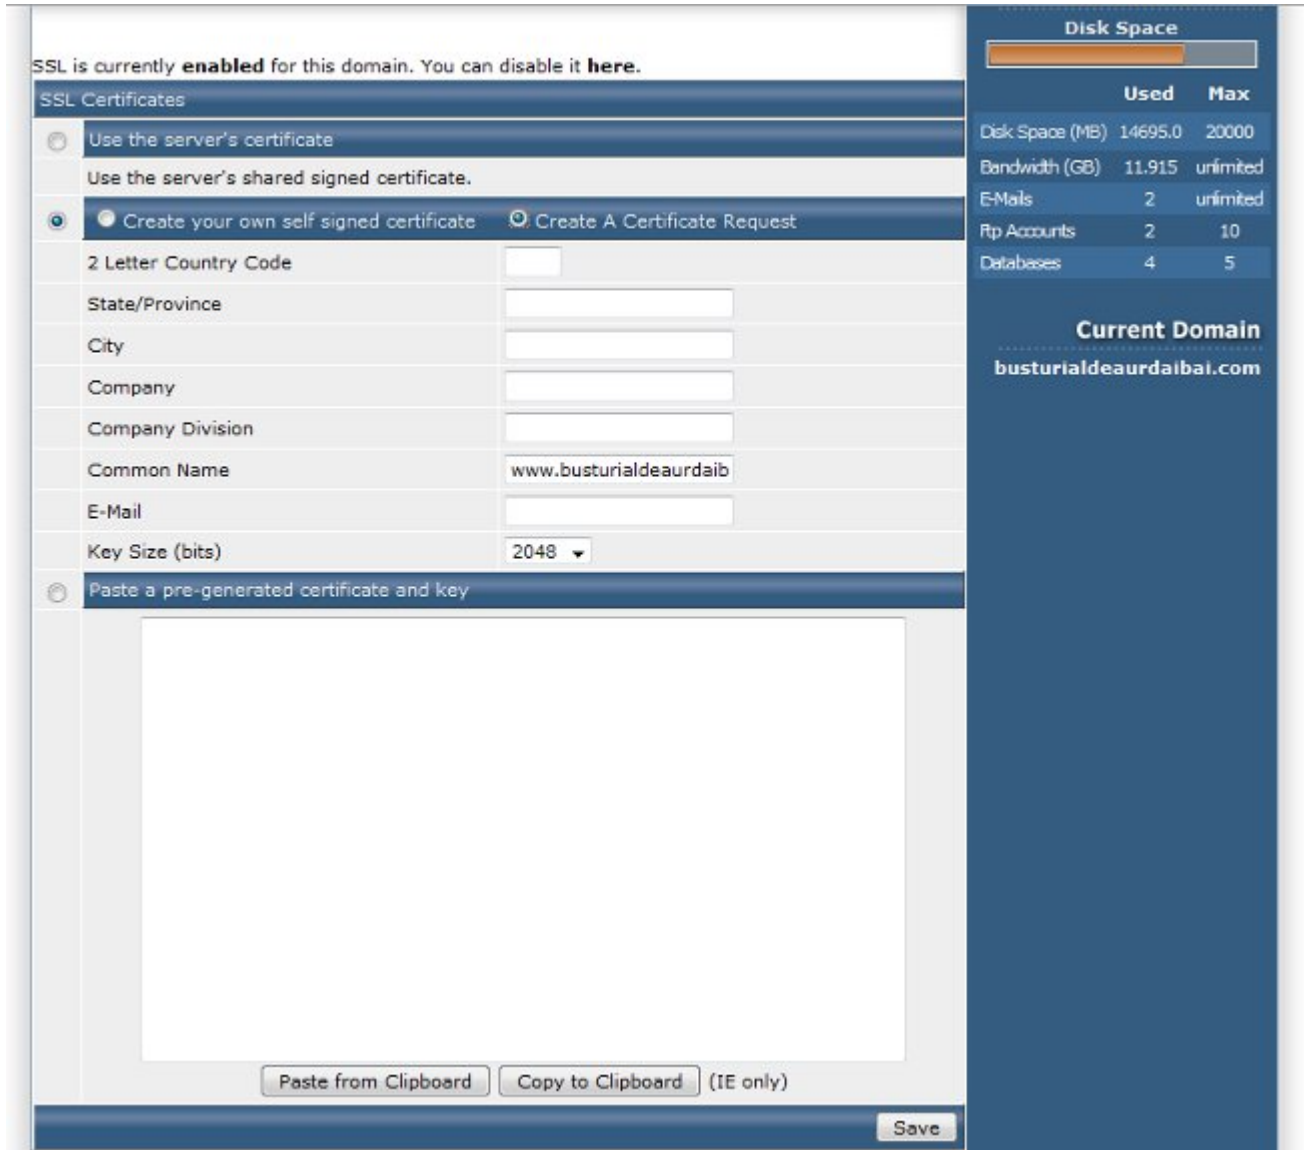 SSL is currently enabled for this domain. You can disable it here.
SSL Certificates
Use the server's certificate
Use the server's shared signed certificate.
Create your own self signed certificate Create A Certificate Request
2 Letter Country Code
State/Province
City
Company
Company Division
Common Name www.busturialdeaurdaib
E-Mail
Key Size (bits) 2048
Paste a pre-generated certificate and key
Paste from Clipboard Copy to Clipboard (IE only)
Save
Disk Space
Used Max
Disk Space (MB) 14695.0 20000
Bandwidth (GB) 11.915 unlimited
E-Mails 2 unlimited
Ftp Accounts 2 10
Databases 4 5
Current Domain
busturialdeaurdaibai.com